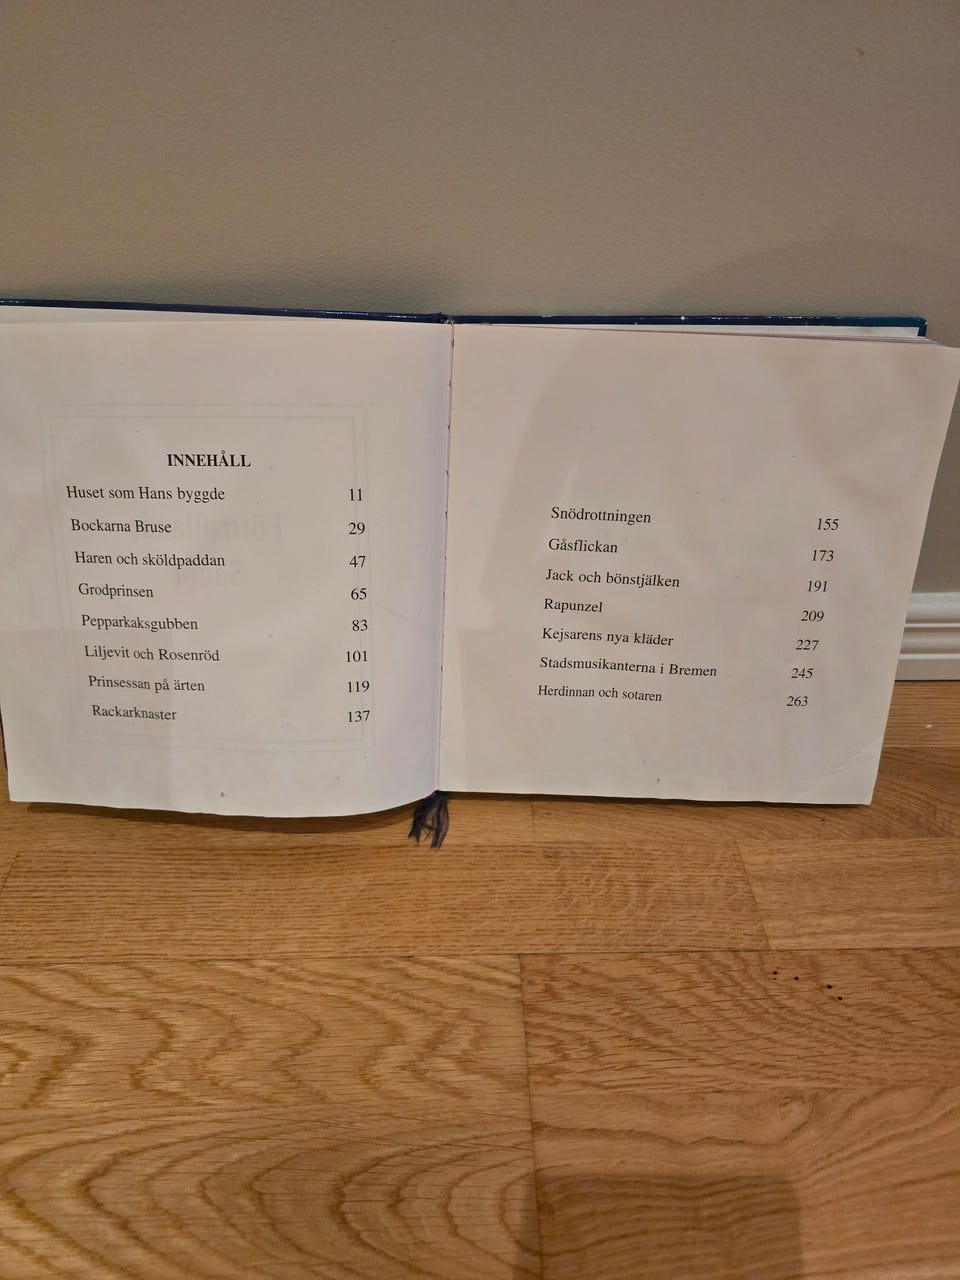 INNEHÅLL
Huset som Hans byggde 11
Bockarna Bruse 29
Haren och sköldpaddan 47
Grodprinsen 65
Pepparkaksgubben 83
Liljevit och Rosenröd 101
Prinsessan på ärten 119
Rackarknaster 137
6
Snödrottningen 155
Gåsflickan 173
Jack och bönstjälken 191
Rapunzel 209
Kejsarens nya kläder 227
Stadsmusikanterna i Bremen 245
Herdinnan och sotaren 263
7